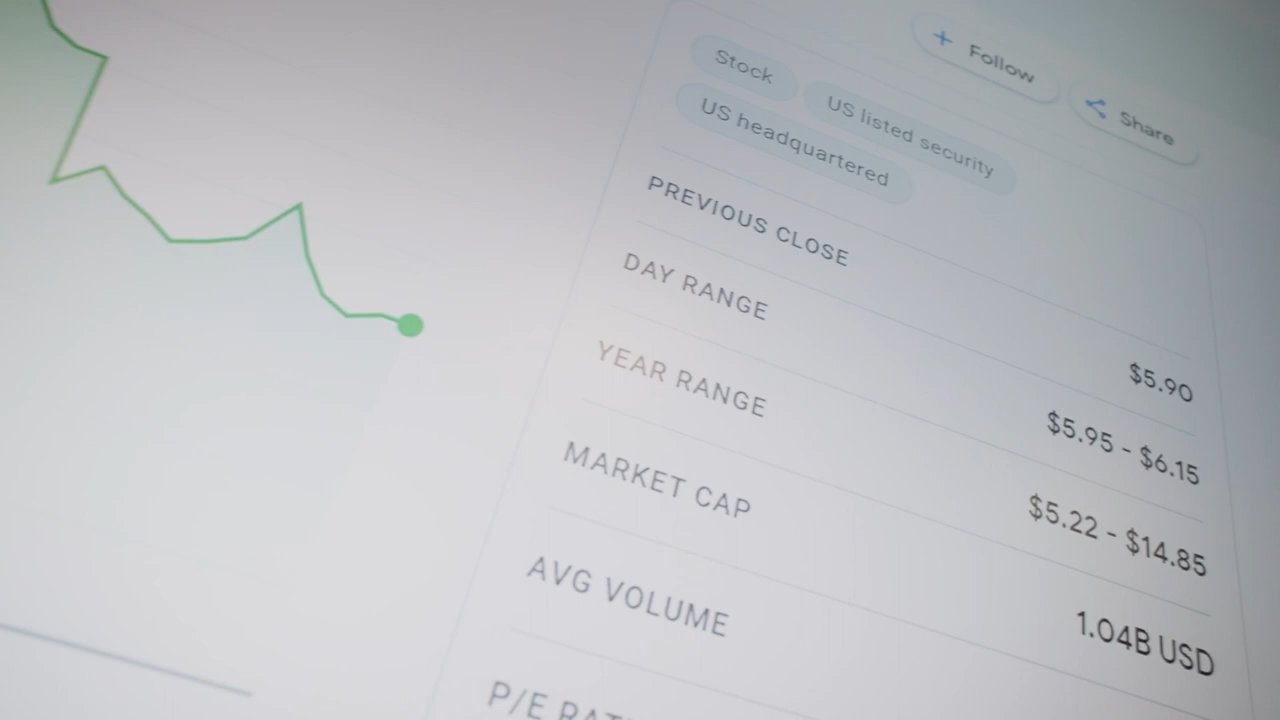 Follow
Share
Stock
US listed security
US headquartered
PREVIOUS CLOSE
$5.90
DAY RANGE
$5.95 - $6.15
YEAR RANGE
$5.22 - $14.85
MARKET CAP
1.04B USD
AVG VOLUME
P/E